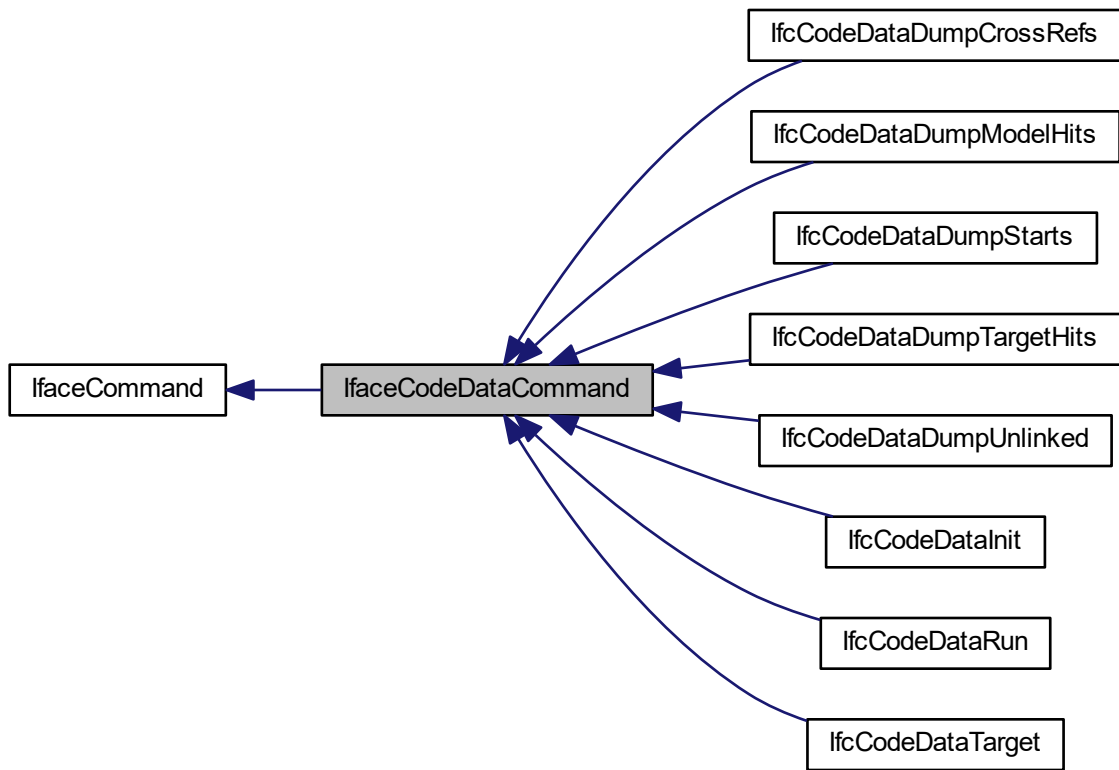 IfcCodeDataDumpCrossRefs
IfcCodeDataDumpModelHits
IfcCodeDataDumpStarts
IfcCodeDataDumpTargetHits
IfaceCommand
IfaceCodeDataCommand
IfcCodeDataDumpUnlinked
IfcCodeDataInit
IfcCodeDataRun
IfcCodeDataTarget